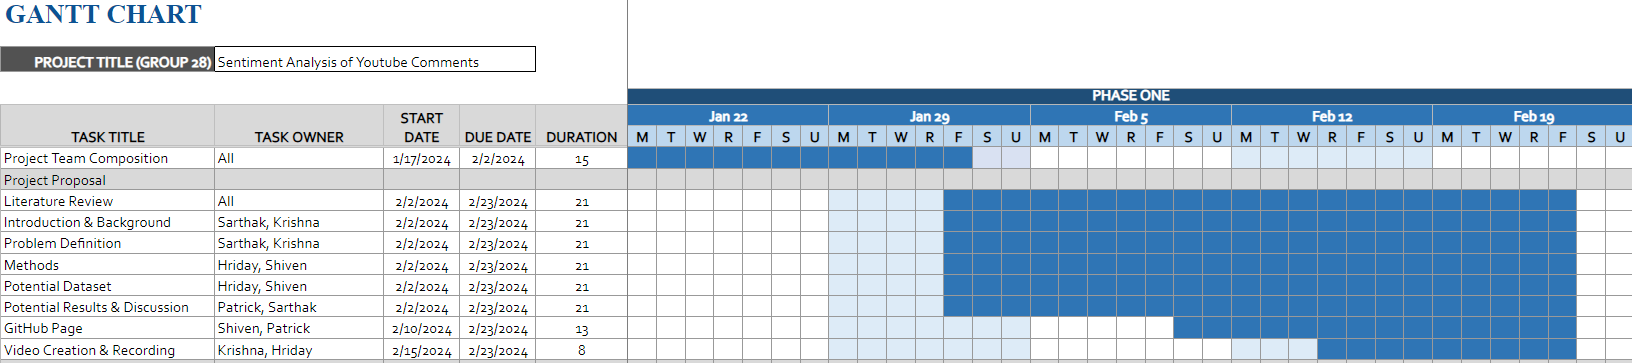 GANTT CHART
PROJECT TITLE (GROUP 28) Sentiment Analysis of Youtube Comments
PHASE ONE
Jan 22 Jan 29 Feb 5 Feb 12 Feb 19
TASK TITLE TASK OWNER START DATE DUE DATE DURATION M T W R F S U M T W R F S U M T W R F S U M T W R F S U M T W R F S U
Project Team Composition All 1/17/2024 2/2/2024 15
Project Proposal
Literature Review All 2/2/2024 2/23/2024 21
Introduction & Background Sarthak, Krishna 2/2/2024 2/23/2024 21
Problem Definition Sarthak, Krishna 2/2/2024 2/23/2024 21
Methods Hriday, Shiven 2/2/2024 2/23/2024 21
Potential Dataset Hriday, Shiven 2/2/2024 2/23/2024 21
Potential Results & Discussion Patrick, Sarthak 2/2/2024 2/23/2024 21
GitHub Page Shiven, Patrick 2/10/2024 2/23/2024 13
Video Creation & Recording Krishna, Hriday 2/15/2024 2/23/2024 8